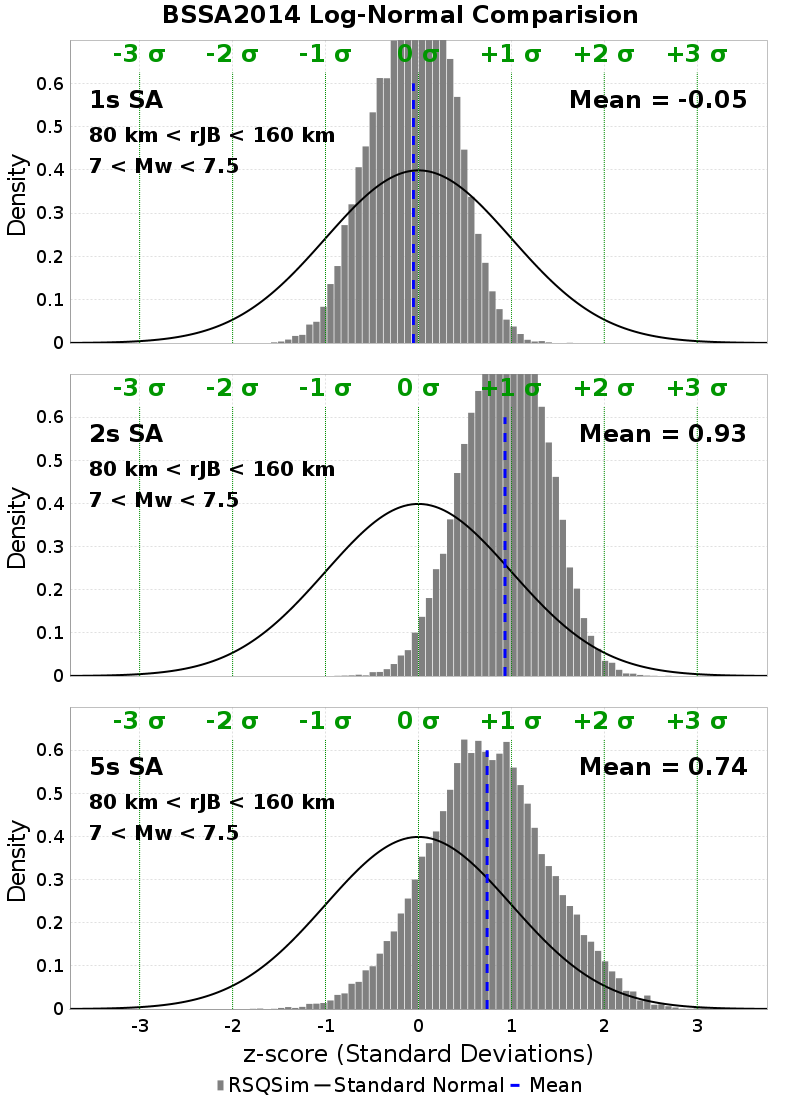 BSSA2014 Log-Normal Comparision
-3 σ -2 σ -1 σ 0 σ +1 σ +2 σ +3 σ
0.6
1s SA Mean = -0.05
0.5
80 km < rJB < 160 km
7 < Mw < 7.5
0.4
Density
0.3
0.2
0.1
0
-3 σ -2 σ -1 σ 0 σ +1 σ +2 σ +3 σ
0.6
2s SA Mean = 0.93
0.5
80 km < rJB < 160 km
7 < Mw < 7.5
0.4
Density
0.3
0.2
0.1
0
-3 σ -2 σ -1 σ 0 σ +1 σ +2 σ +3 σ
0.6
5s SA Mean = 0.74
0.5
80 km < rJB < 160 km
7 < Mw < 7.5
0.4
Density
0.3
0.2
0.1
0
-3 -2 -1 0 1 2 3
z-score (Standard Deviations)
RSQSim Standard Normal Mean